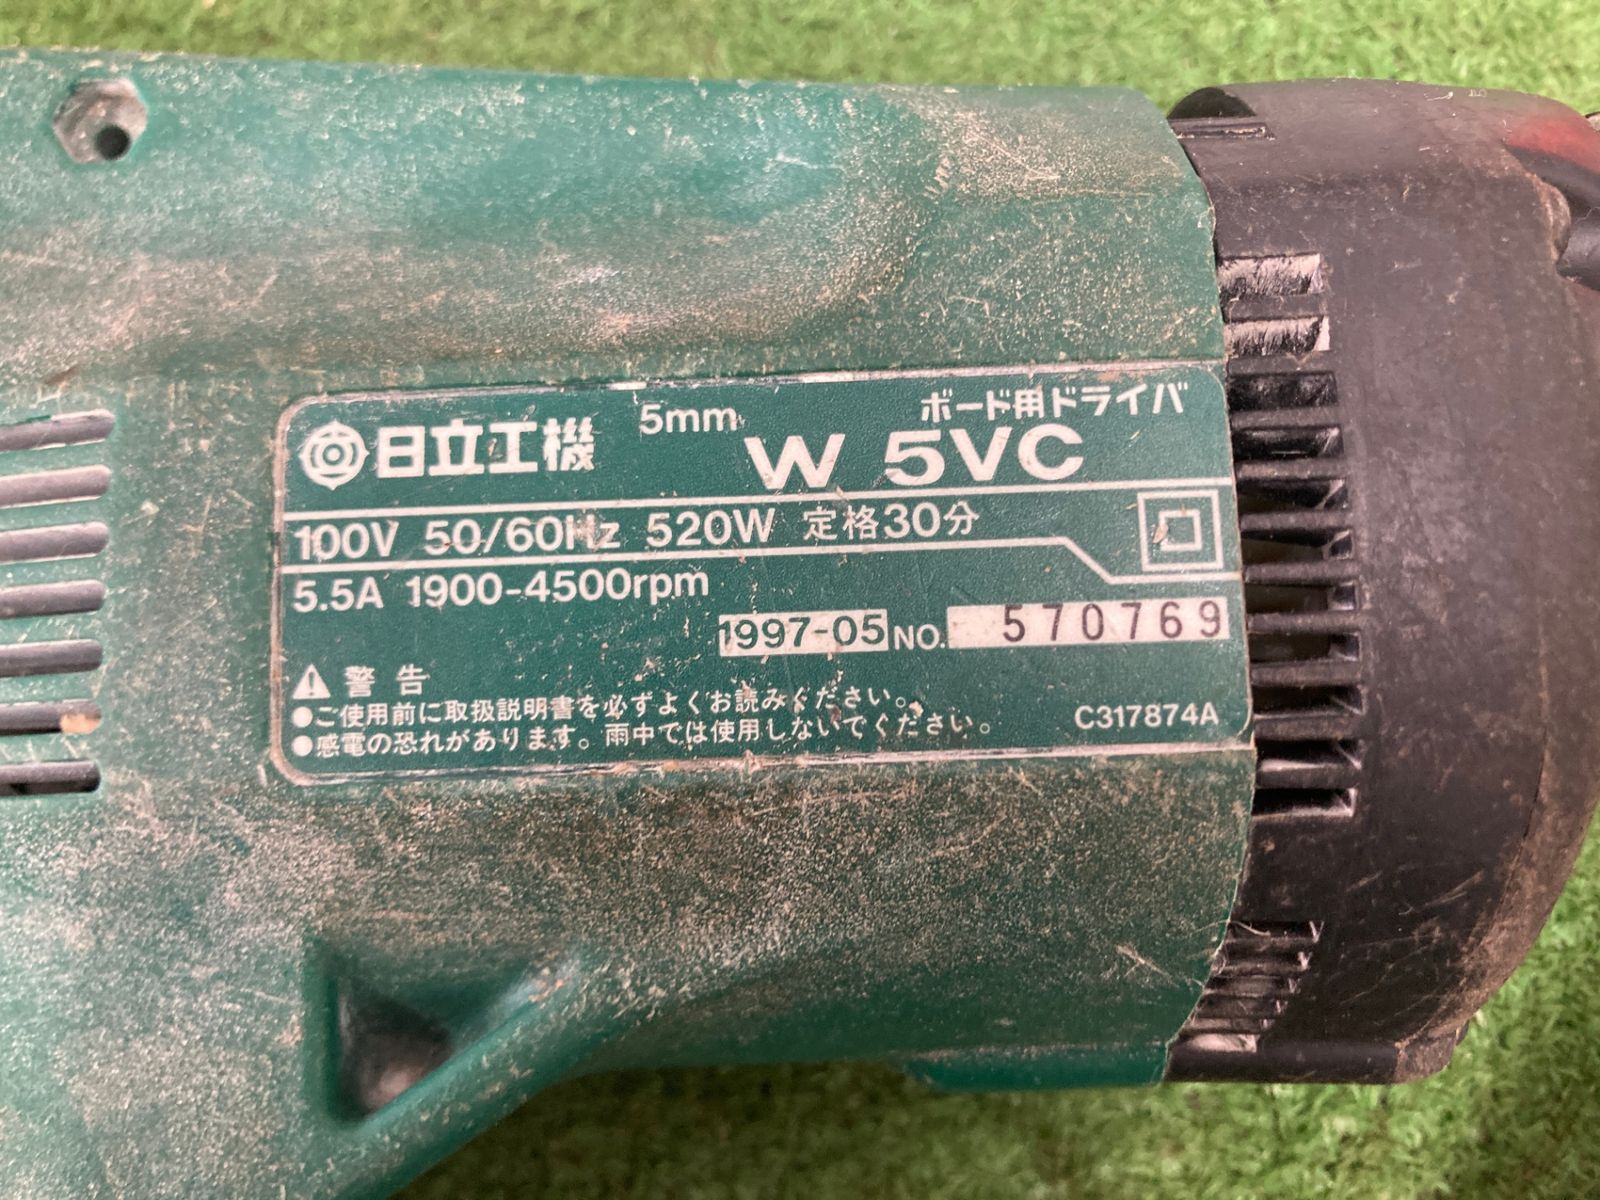 日立工機 5mm ボード用ドライバ
W 5VC
100V 50/60Hz 520W 定格30分
5.5A 1900-4500rpm
1997-05 NO. 570769
⚠ 警告
●ご使用前に取扱説明書を必ずよくお読みください。
●感電の恐れがあります。雨中では使用しないでください。
C317874A